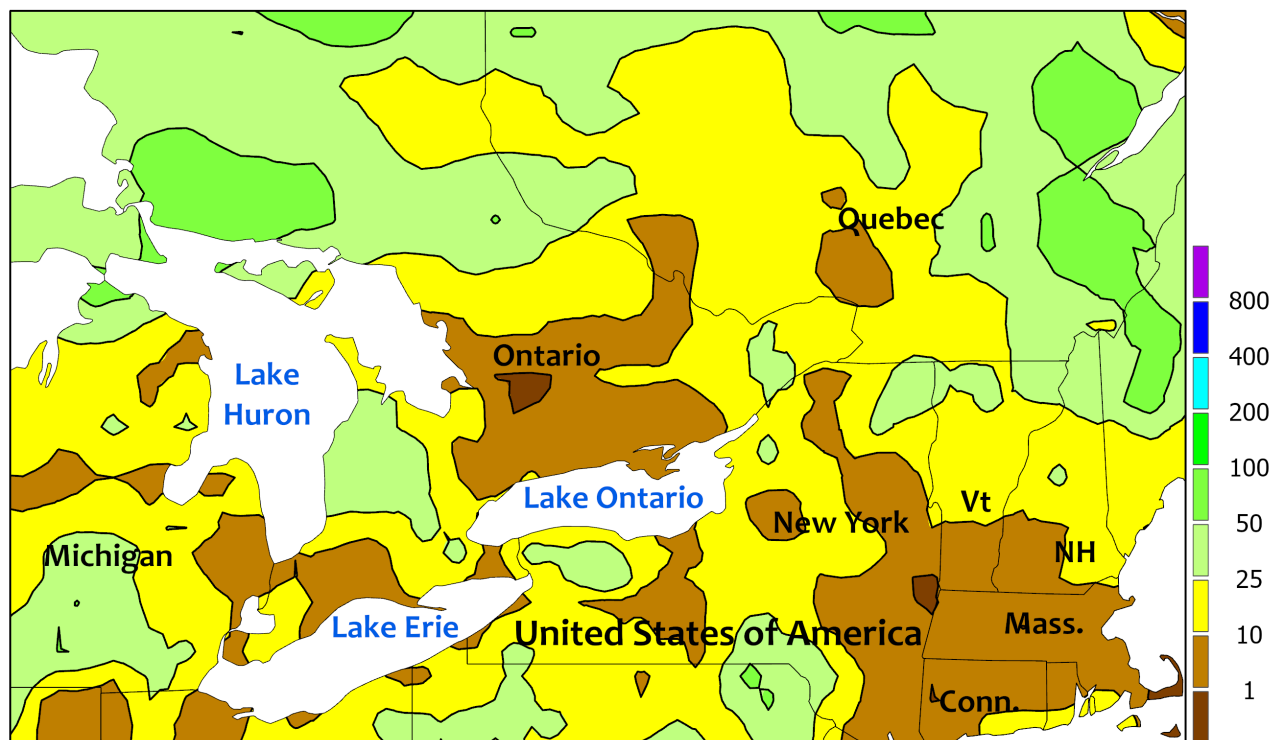 Quebec
Ontario
Lake
Huron
Lake Ontario
Vt
New York
NH
Michigan
Lake Erie
United States of America
Mass.
Conn.
800
400
200
100
50
25
10
1